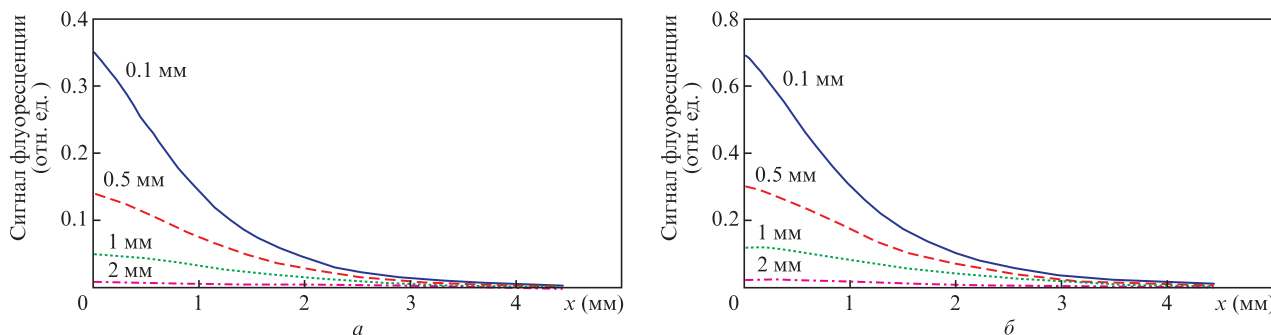 Сигнал флуоресценции
(отн. ед. )
0.4
0.3
0.2
0.1
0.1 мм
0.5 мм
1 мм
2 мм
0
1
2
3
4
x (мм)
а
Сигнал флуоресценции
(отн. ед. )
0.8
0.6
0.4
0.2
0.1 мм
0.5 мм
1 мм
2 мм
0
1
2
3
4
x (мм)
б